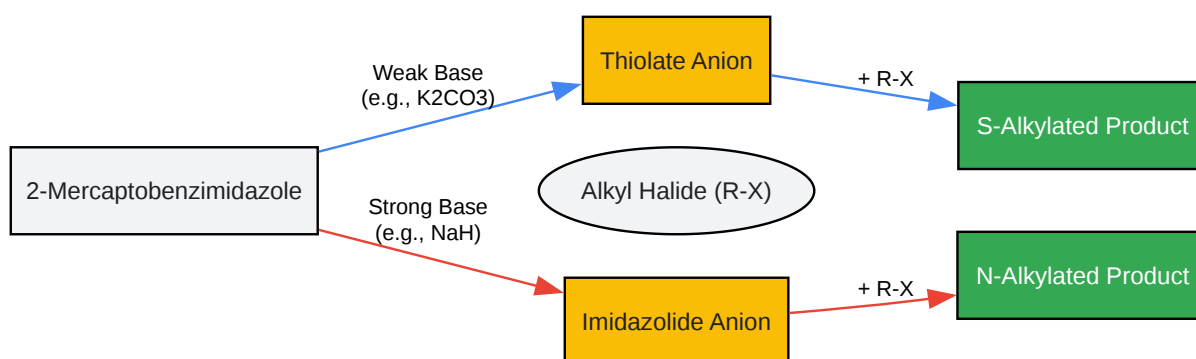 Thiolate Anion
Weak Base
(e.g., K2CO3)
+ R-X
S-Alkylated Product
2-Mercaptobenzimidazole
Alkyl Halide (R-X)
Strong Base
(e.g., NaH)
N-Alkylated Product
+ R-X
Imidazolide Anion